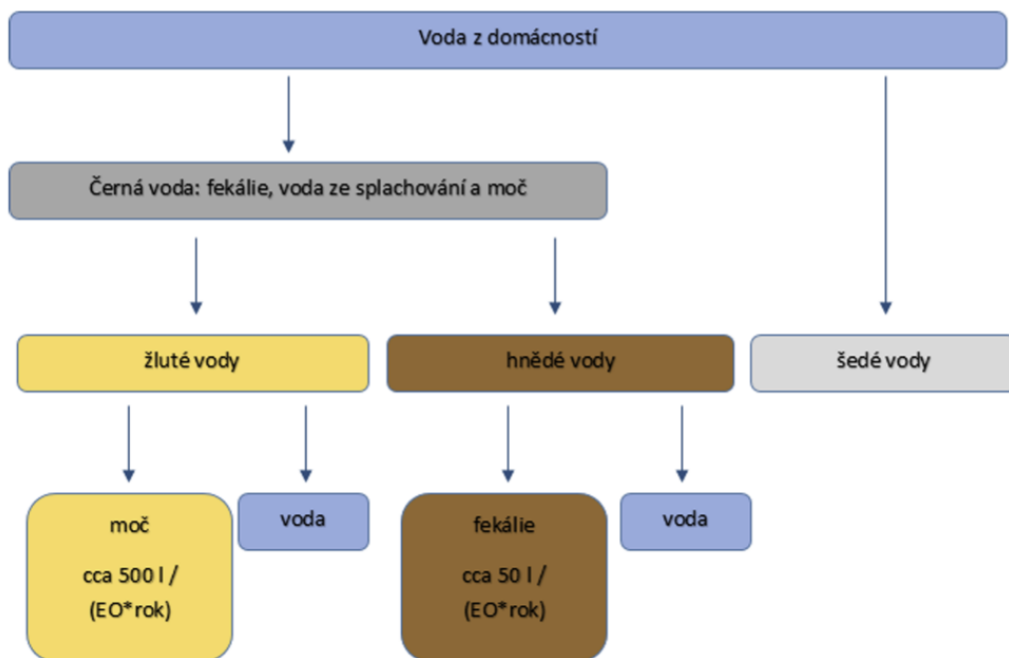 Voda z domácností
Černá voda: fekálie, voda ze splachování a moč
žluté vody
hnědé vody
šedé vody
moč
cca 500 l /
(EO*rok)
voda
fekálie
cca 50 l /
(EO*rok)
voda